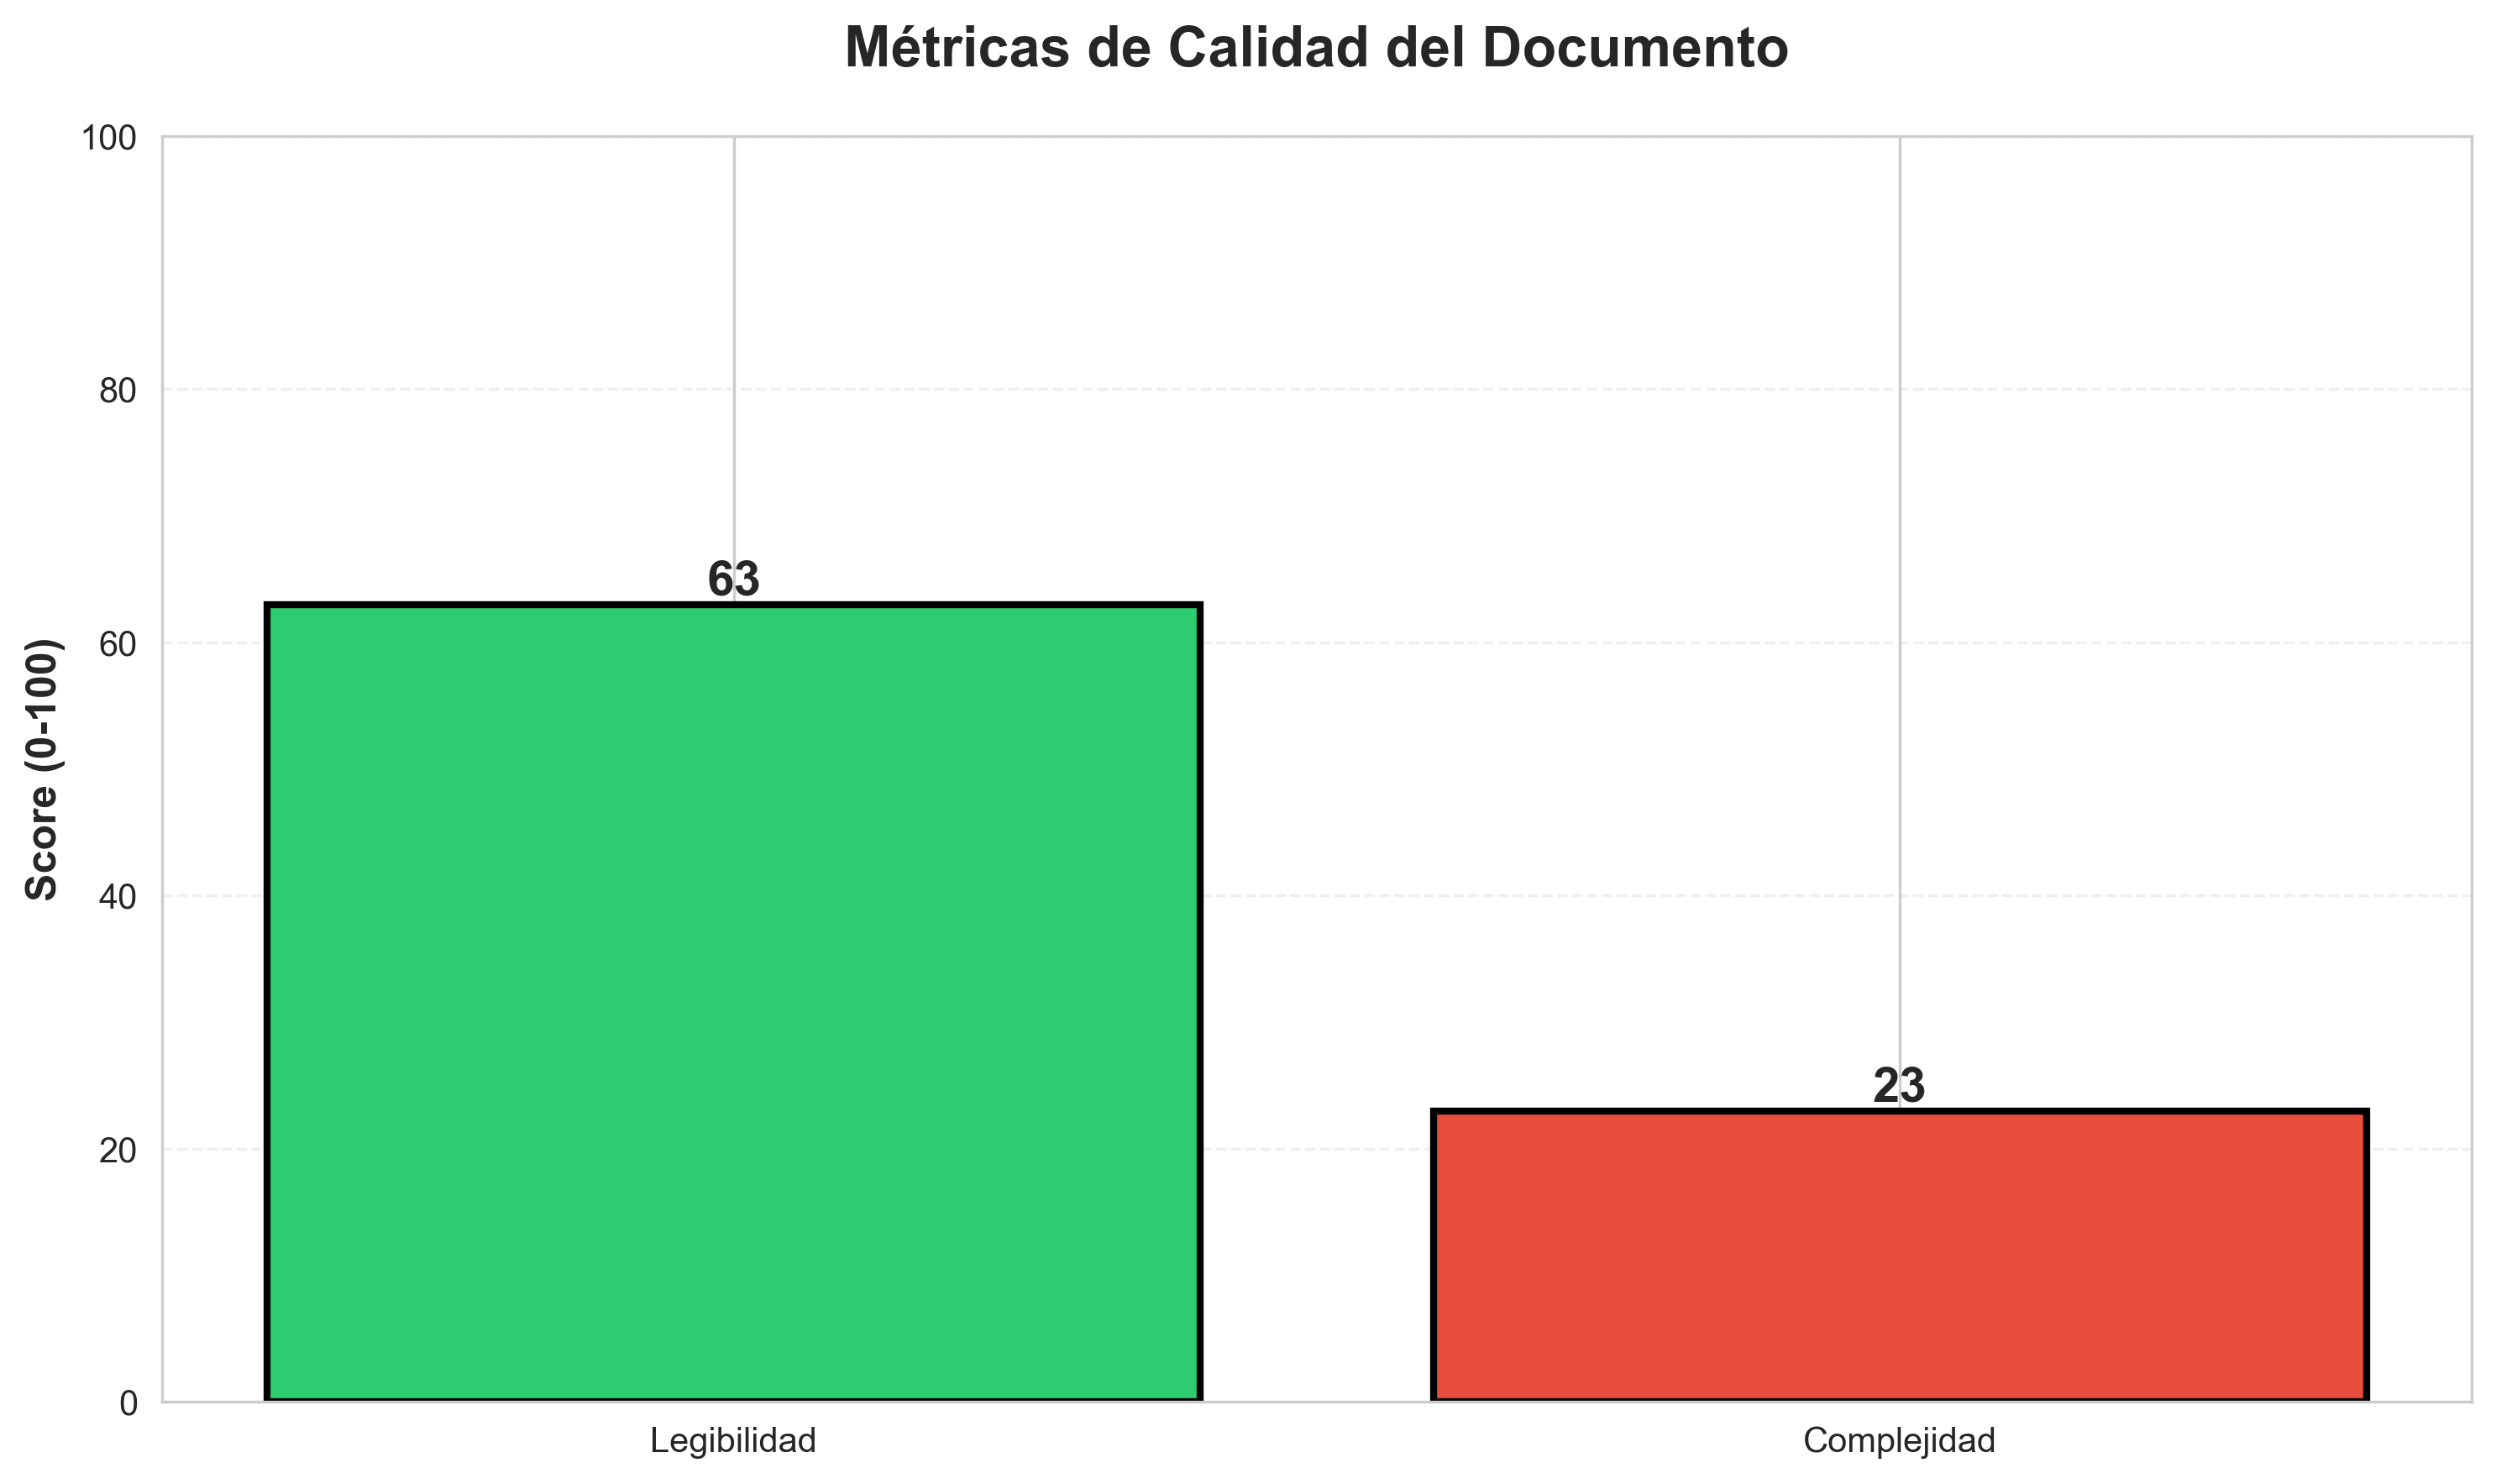 Métricas de Calidad del Documento
Score (0-100)
100
80
60
40
20
0
63
23
Legibilidad
Complejidad